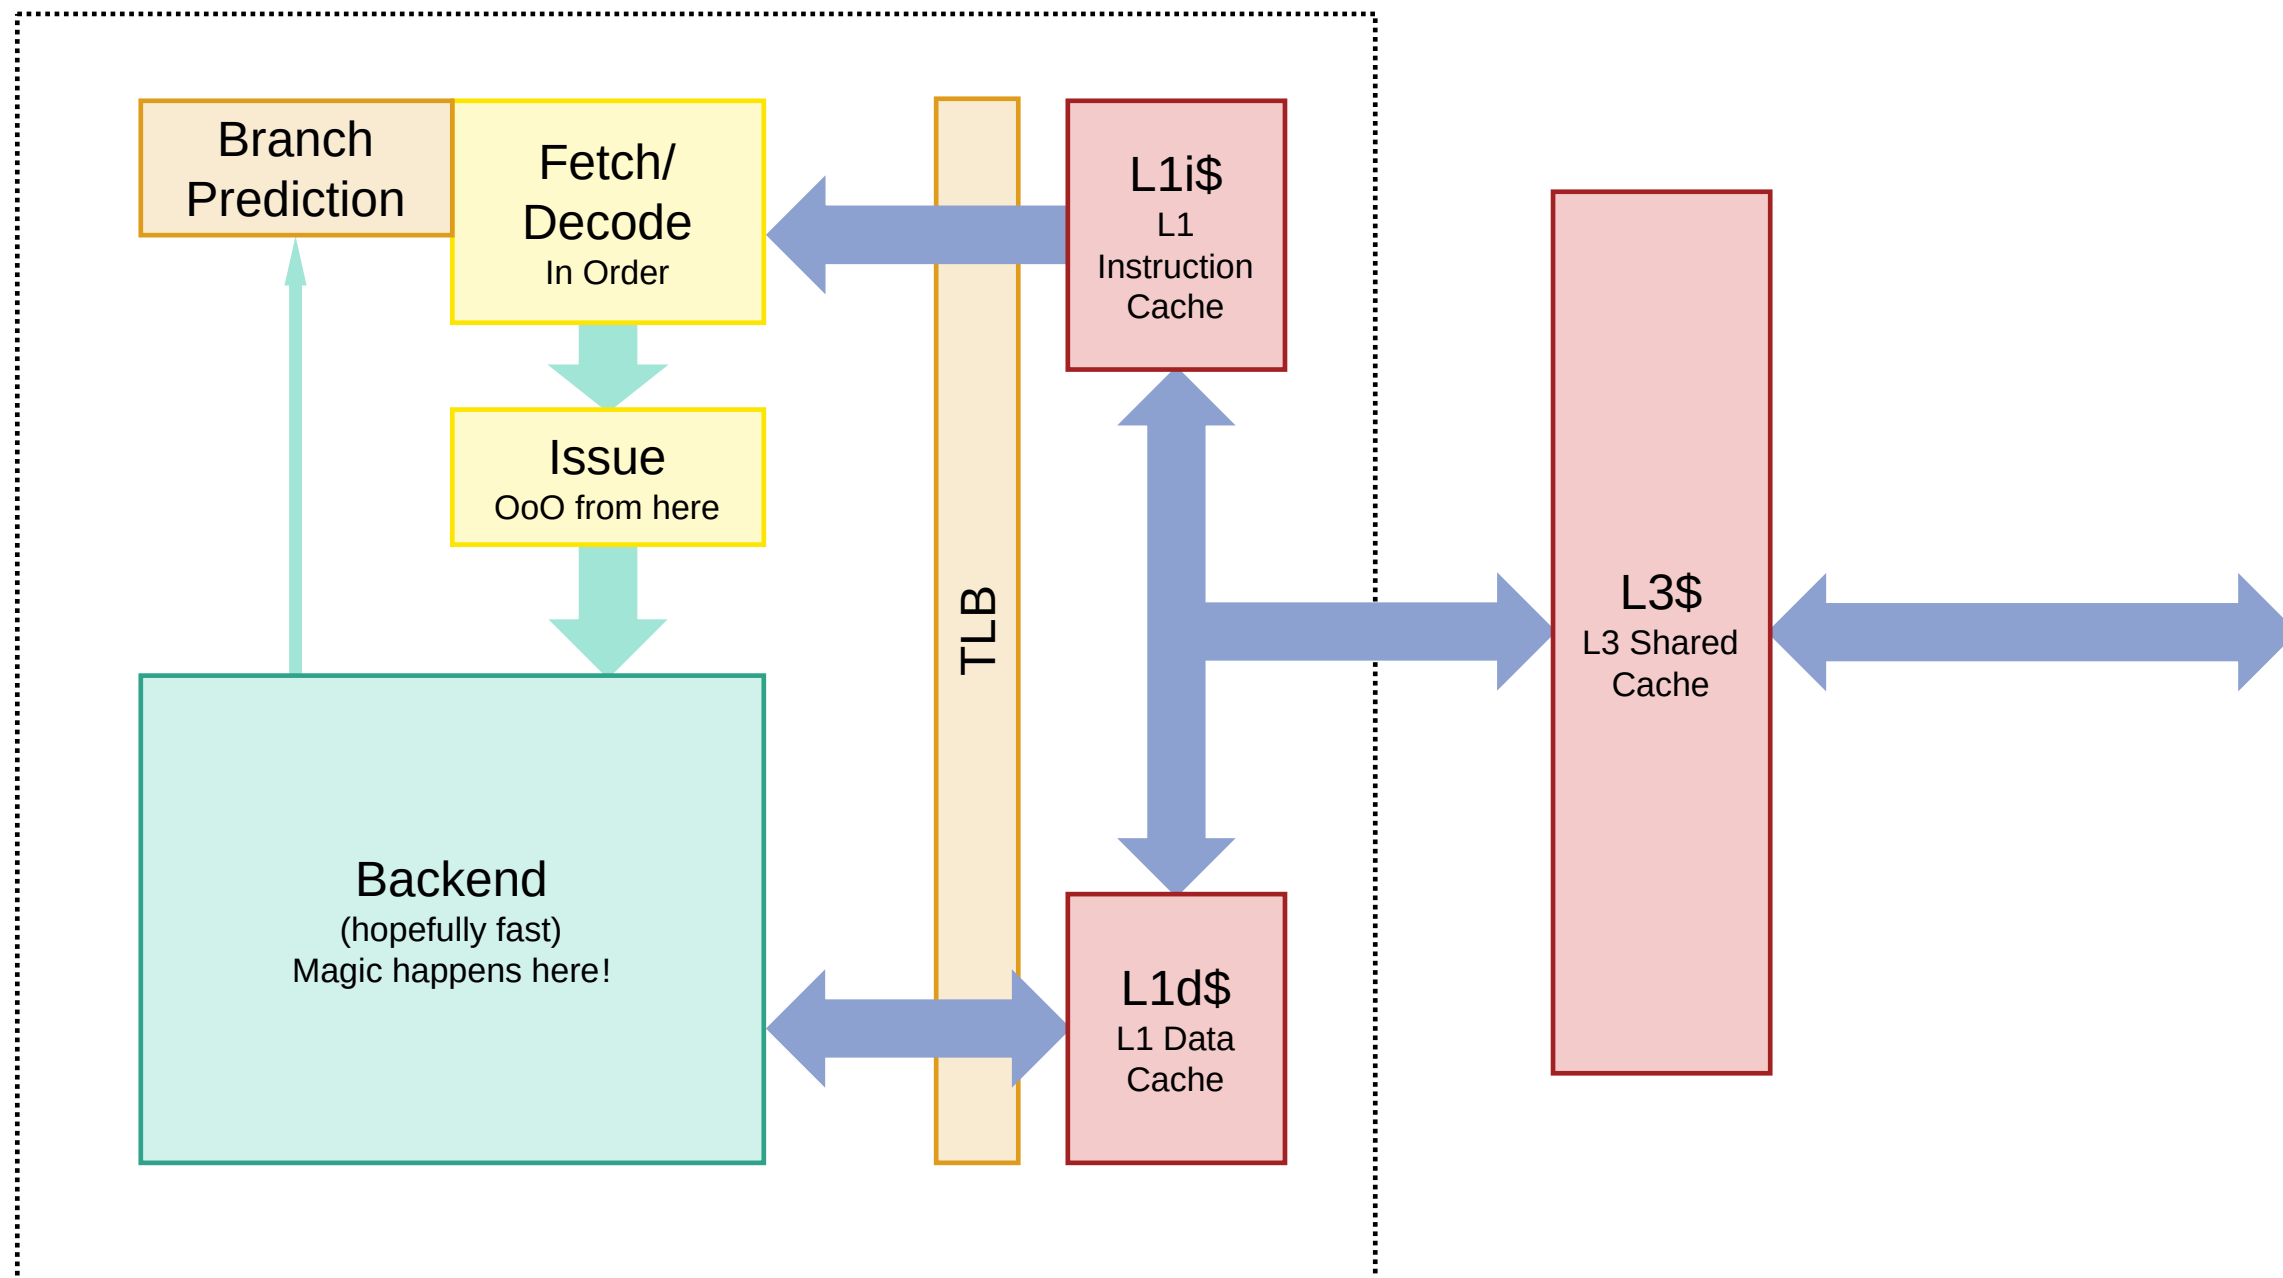 Branch
Prediction
Fetch/
Decode
In Order
Issue
OoO from here
Backend
(hopefully fast)
Magic happens here!
TLB
L1i$
L1
Instruction
Cache
L1d$
L1 Data
Cache
L3$
L3 Shared
Cache